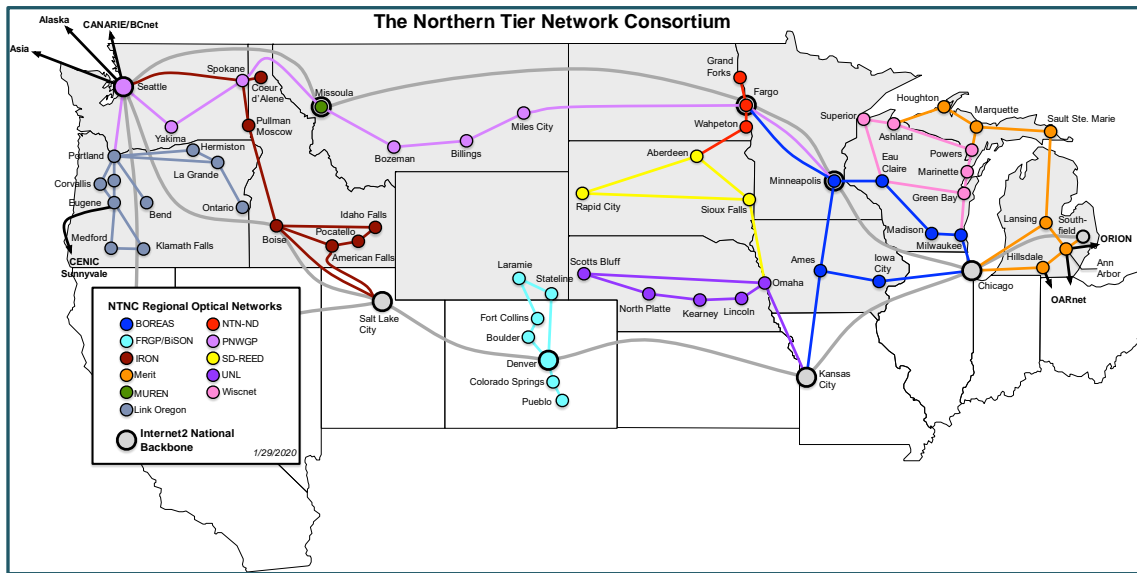 The Northern Tier Network Consortium
Alaska
CANARIE/BCnet
Asia
Seattle
Spokane
Coeur
d'Alene
Missoula
Grand
Forks
Fargo
Houghton
Marquette
Sault Ste. Marie
Superior
Ashland
Pullman
Moscow
Yakima
Miles City
Wahpeton
Powers
Hermiston
Portland
La Grande
Bozeman
Billings
Aberdeen
Eau
Claire
Marinette
Minneapolis
Green Bay
Corvallis
Eugene
Bend
Ontario
Rapid City
Sioux Falls
Idaho Falls
Pocatello
American Falls
Boise
Madison
Milwaukee
Lansing
South-
field
ORION
Medford
Klamath Falls
CENIC
Sunnyvale
Laramie
Stateline
Scotts Bluff
Omaha
Ames
Iowa
City
Hillsdale
Ann
Arbor
Chicago
OARnet
North Platte
Kearney
Lincoln
Salt Lake
City
Fort Collins
Boulder
Denver
Colorado Springs
Pueblo
Kansas
City
NTNC Regional Optical Networks
BOREAS
NTN-ND
FRGP/BiSON
PNWGP
IRON
SD-REED
Merit
UNL
MUREN
Wiscnet
Link Oregon
Internet2 National
Backbone
1/29/2020